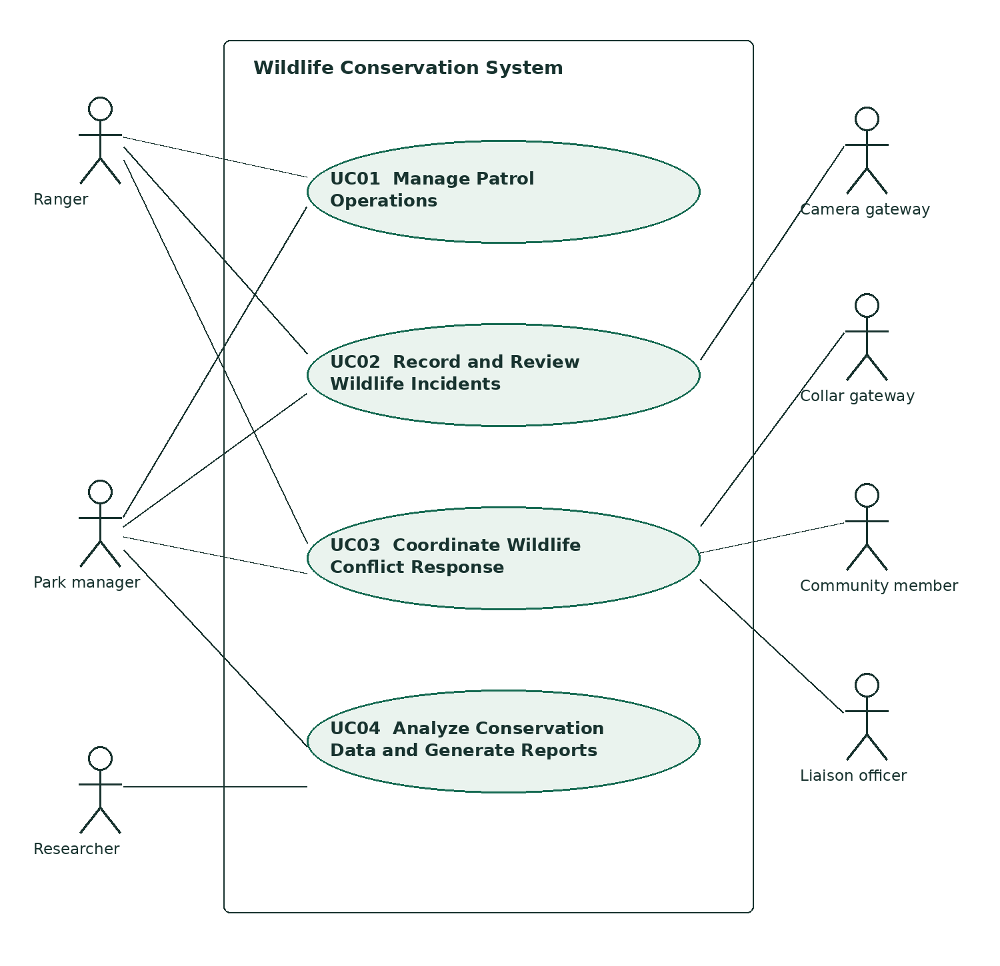 Wildlife Conservation System
Ranger
UC01  Manage Patrol
Operations
Camera gateway
UC02  Record and Review
Wildlife Incidents
Collar gateway
Park manager
UC03  Coordinate Wildlife
Conflict Response
Community member
UC04  Analyze Conservation
Data and Generate Reports
Liaison officer
Researcher